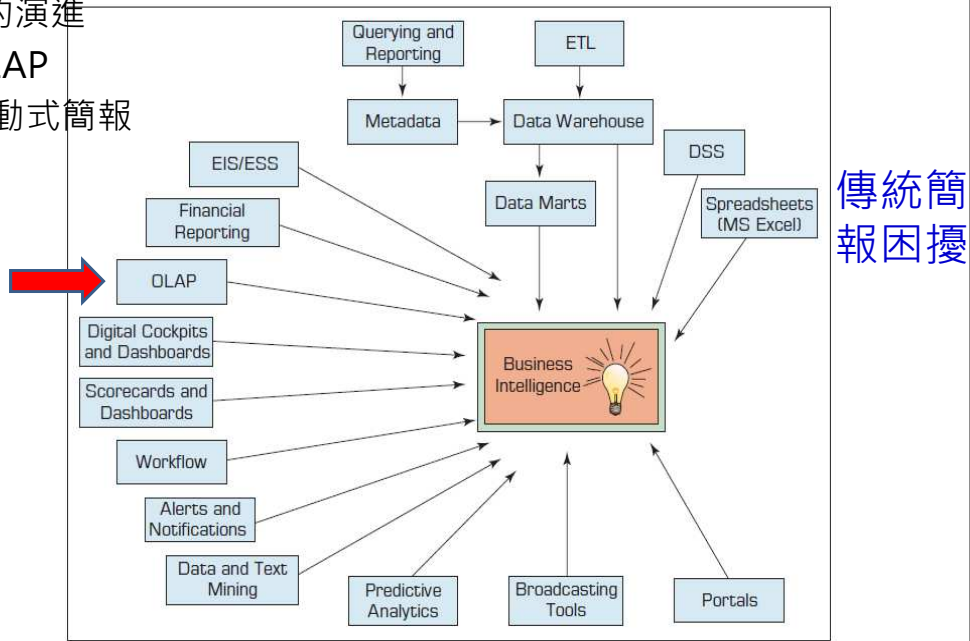 的演進
LAP
動式簡報
Querying and
Reporting
ETL
Metadata
Data Warehouse
EIS/ESS
DSS
Data Marts
Financial
Reporting
Spreadsheets
(MS Excel)
傳統簡
報困擾
OLAP
Digital Cockpits
and Dashboards
Business
Intelligence
Scorecards and
Dashboards
Workflow
Alerts and
Notifications
Data and Text
Mining
Predictive
Analytics
Broadcasting
Tools
Portals